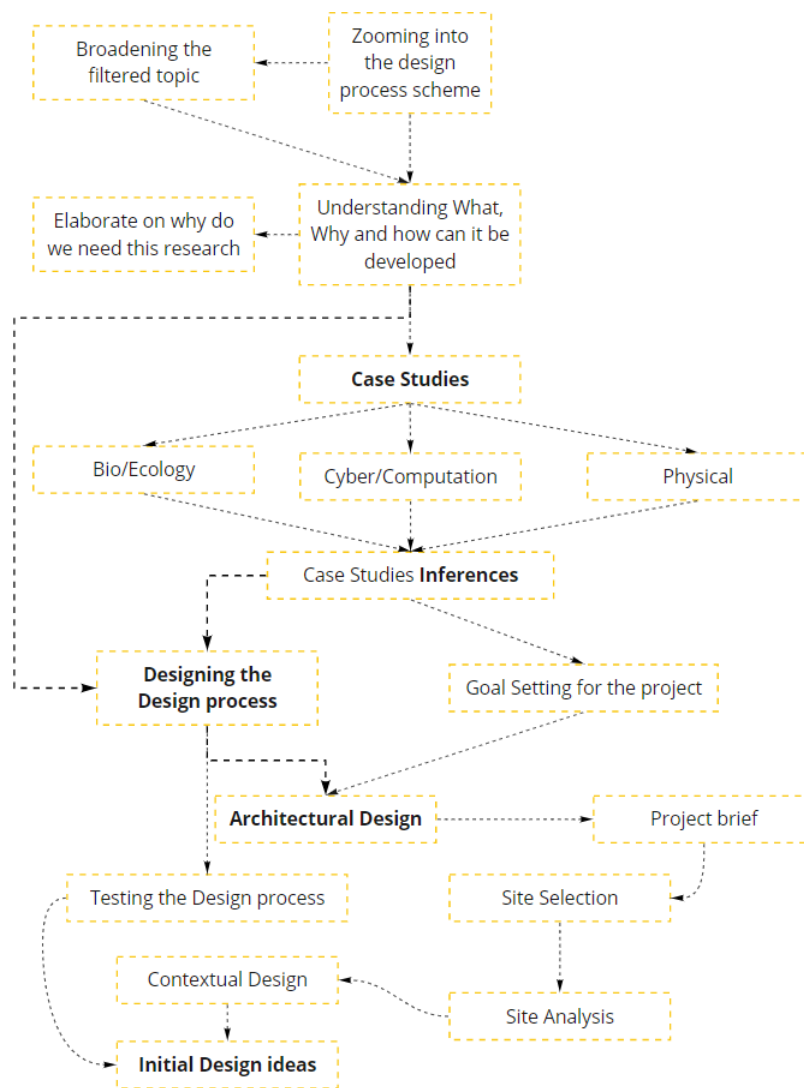 Broadening the
filtered topic
Zooming into
the design
process scheme
Elaborate on why do
we need this research
Understanding What,
Why and how can it be
developed
Case Studies
Bio/Ecology
Cyber/Computation
Physical
Case Studies Inferences
Designing the
Design process
Goal Setting for the project
Architectural Design
Project brief
Testing the Design process
Site Selection
Contextual Design
Site Analysis
Initial Design ideas